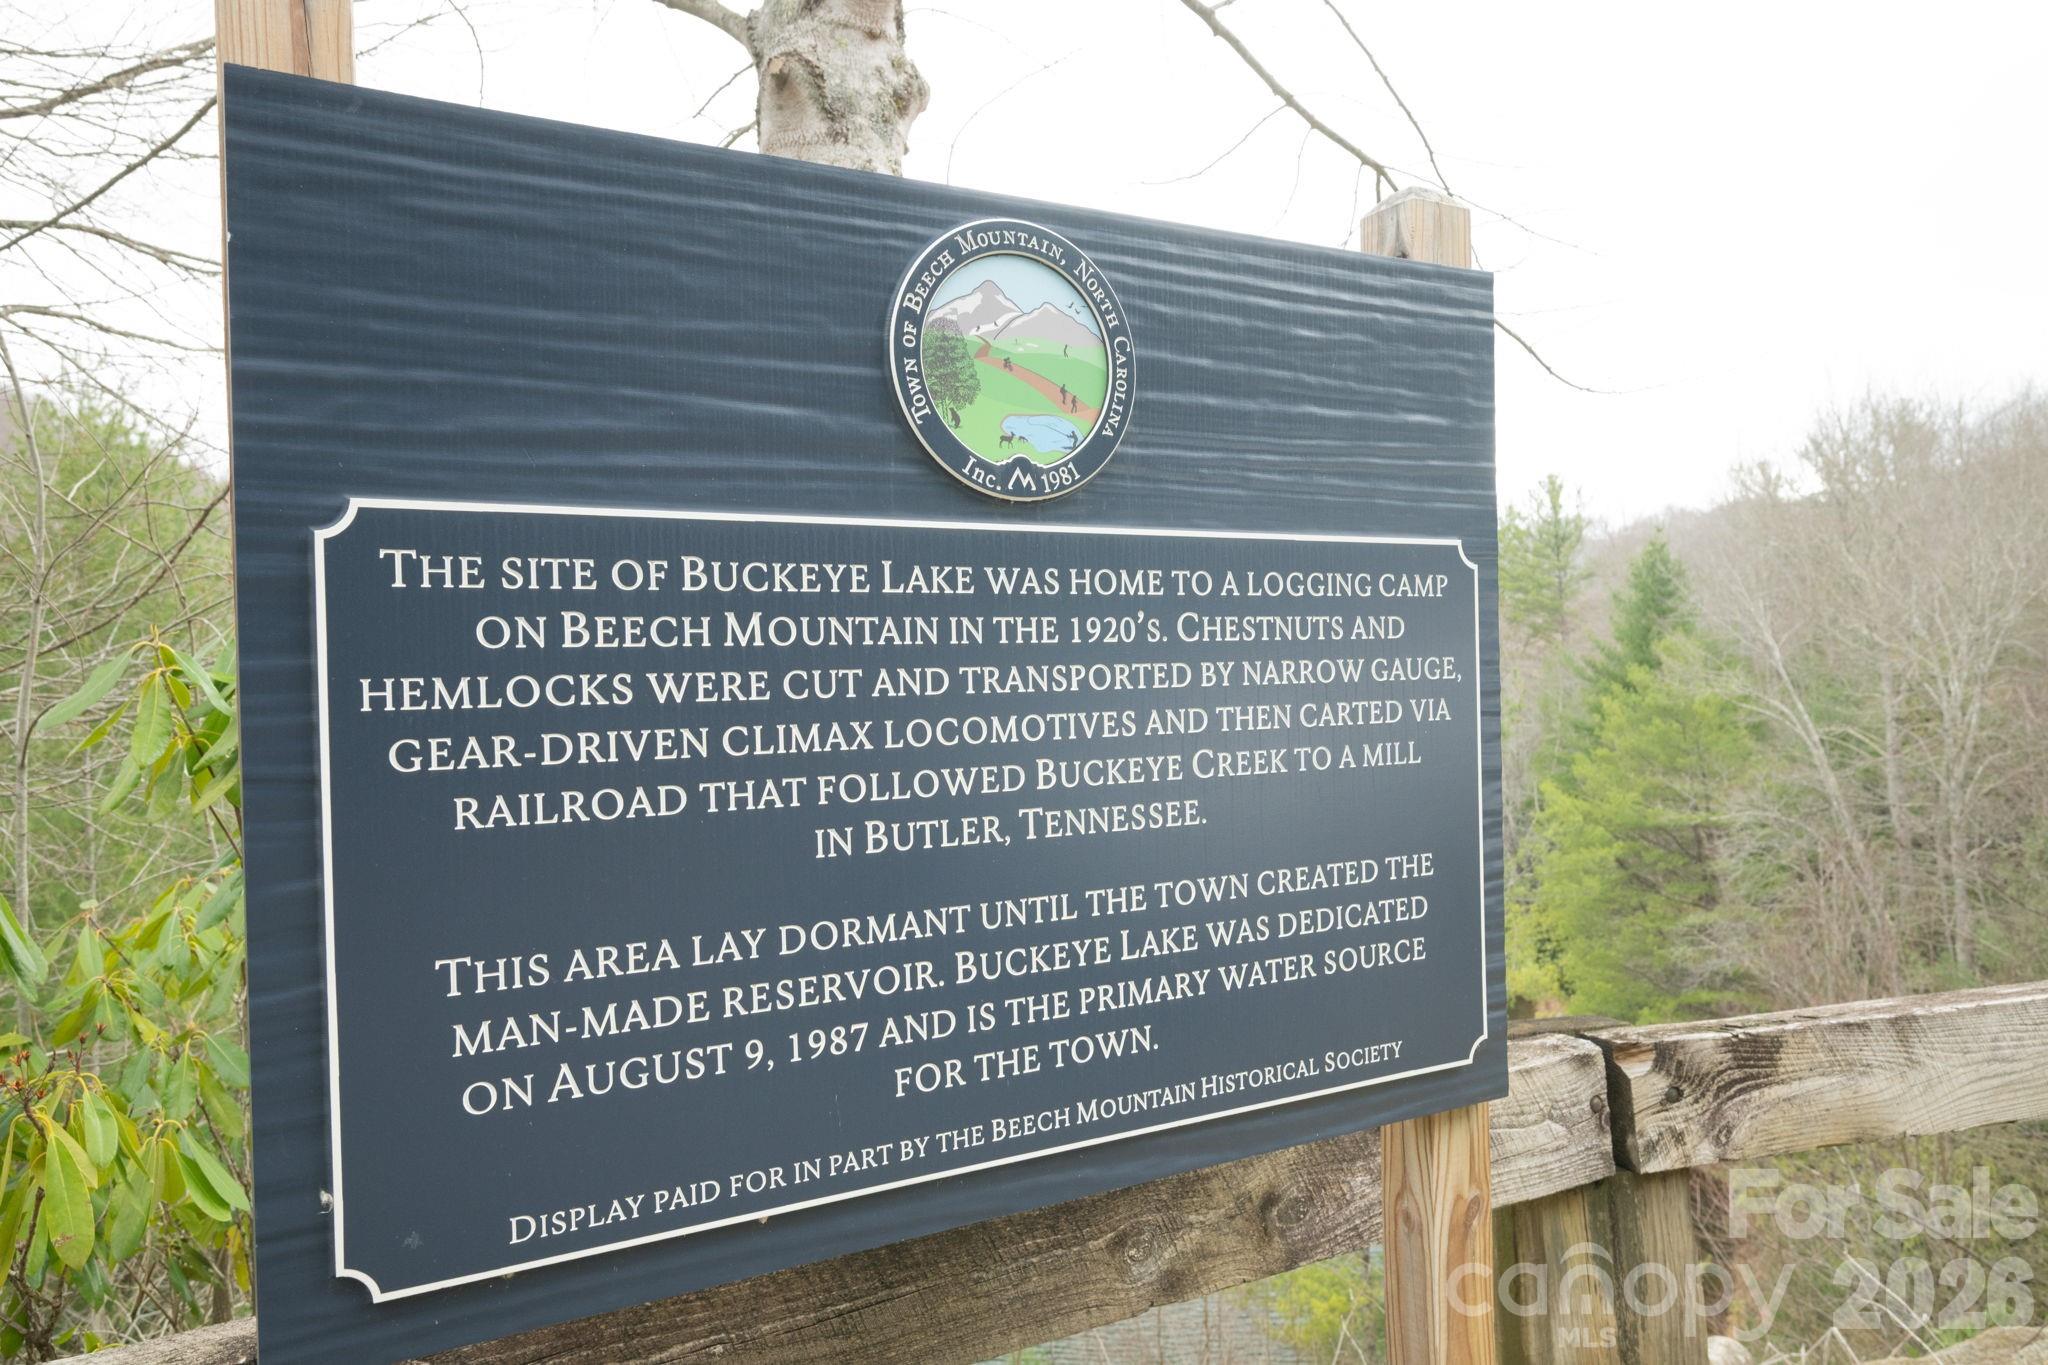 Town of Beech Mountain, North Carolina
Inc. 1981
The site of Buckeye Lake was home to a logging camp
on Beech Mountain in the 1920's. Chestnuts and
hemlocks were cut and transported by narrow gauge,
gear-driven climax locomotives and then carted via
railroad that followed Buckeye Creek to a mill
in Butler, Tennessee.
This area lay dormant until the town created the
man-made reservoir. Buckeye Lake was dedicated
on August 9, 1987 and is the primary water source
for the town.
Display paid for in part by the Beech Mountain Historical Society
For Sale
canopy 2026
MLS